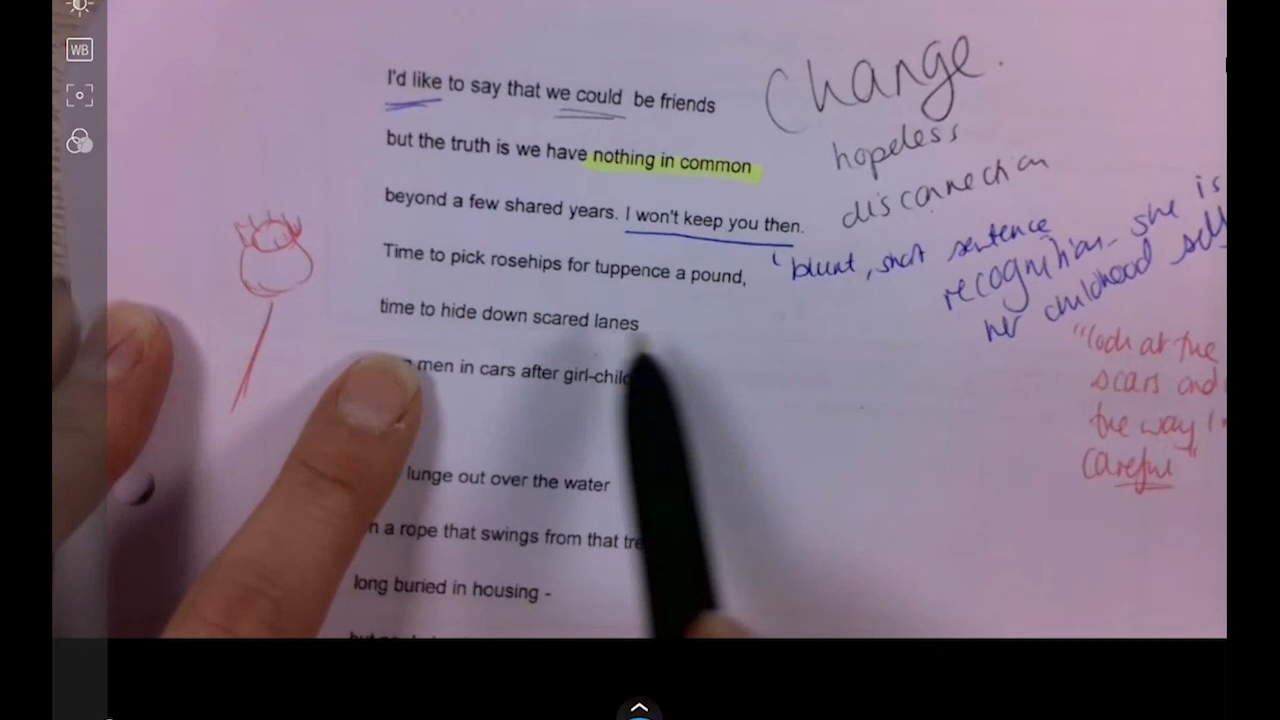 WB
Change.
I'd like to say that we could be friends
hopeless
but the truth is we have nothing in common
disconnection
beyond a few shared years. I won't keep you then.
blunt, short sentence
recognition she is
her childhood self
Time to pick rosehips for tuppence a pound,
time to hide down scared lanes
"look at the
scars and
the way I
careful"
men in cars after girl-child
lunge out over the water
a rope that swings from that
long buried in housing -